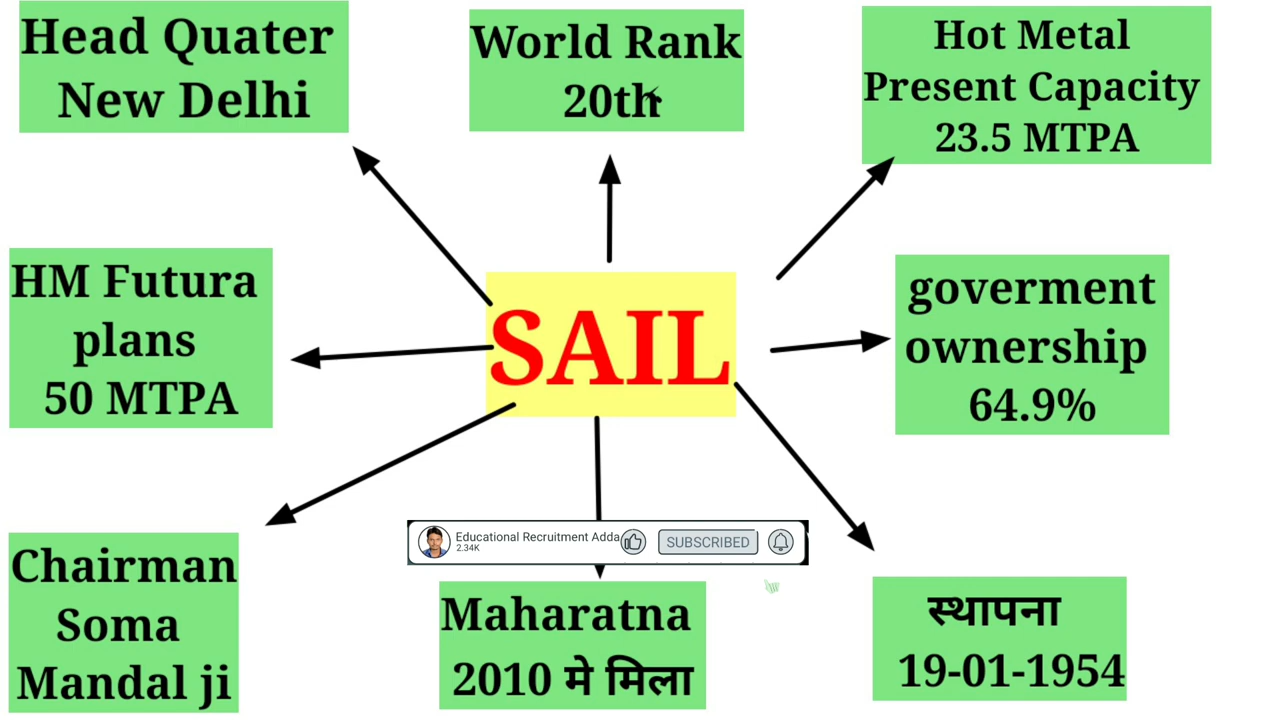 Head Quater
New Delhi
World Rank
20th
Hot Metal
Present Capacity
23.5 MTPA
HM Futura
plans
50 MTPA
SAIL
goverment
ownership
64.9%
Chairman
Soma
Mandal ji
Educational Recruitment Adda
2.34K
SUBSCRIBED
Maharatna
2010 मे मिला
स्थापना
19-01-1954